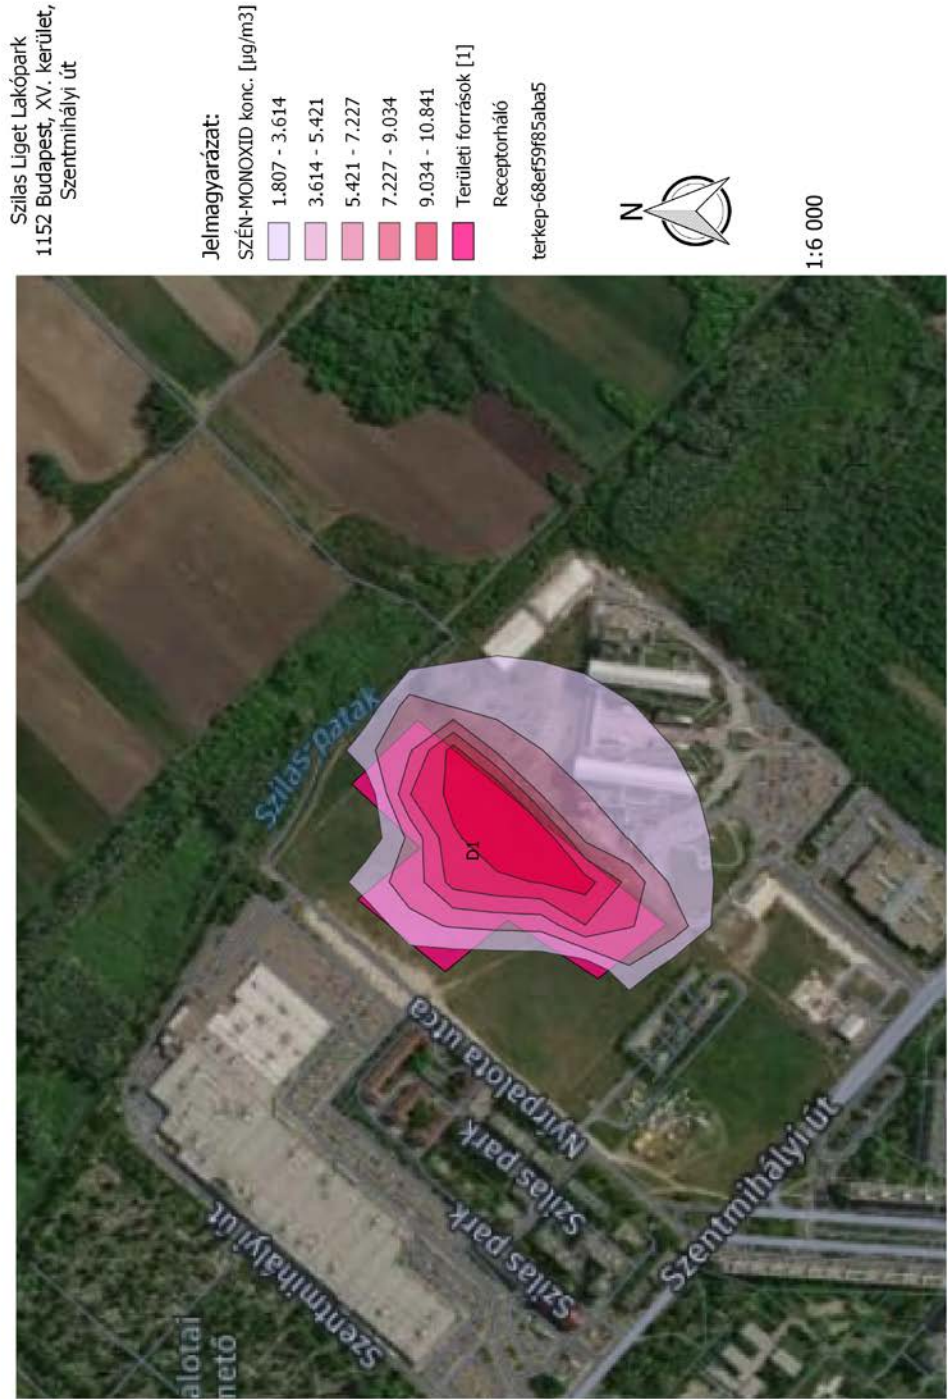 Szilas Liget Lakópark
1152 Budapest, XV. kerület,
Szentmihályi út
Jelmagyarázat:
SZÉN-MONOXID konc. [µg/m3]
1.807 - 3.614
3.614 - 5.421
5.421 - 7.227
7.227 - 9.034
9.034 - 10.841
Területi források [1]
Receptorháló
terkep-68ef59f85aba5
N
1:6 000
Szilas-patak
D1
Nyírpalota utca
Szilas park
Szilas park
Szentmihályi út
Szentmihályi út
alotai
nető